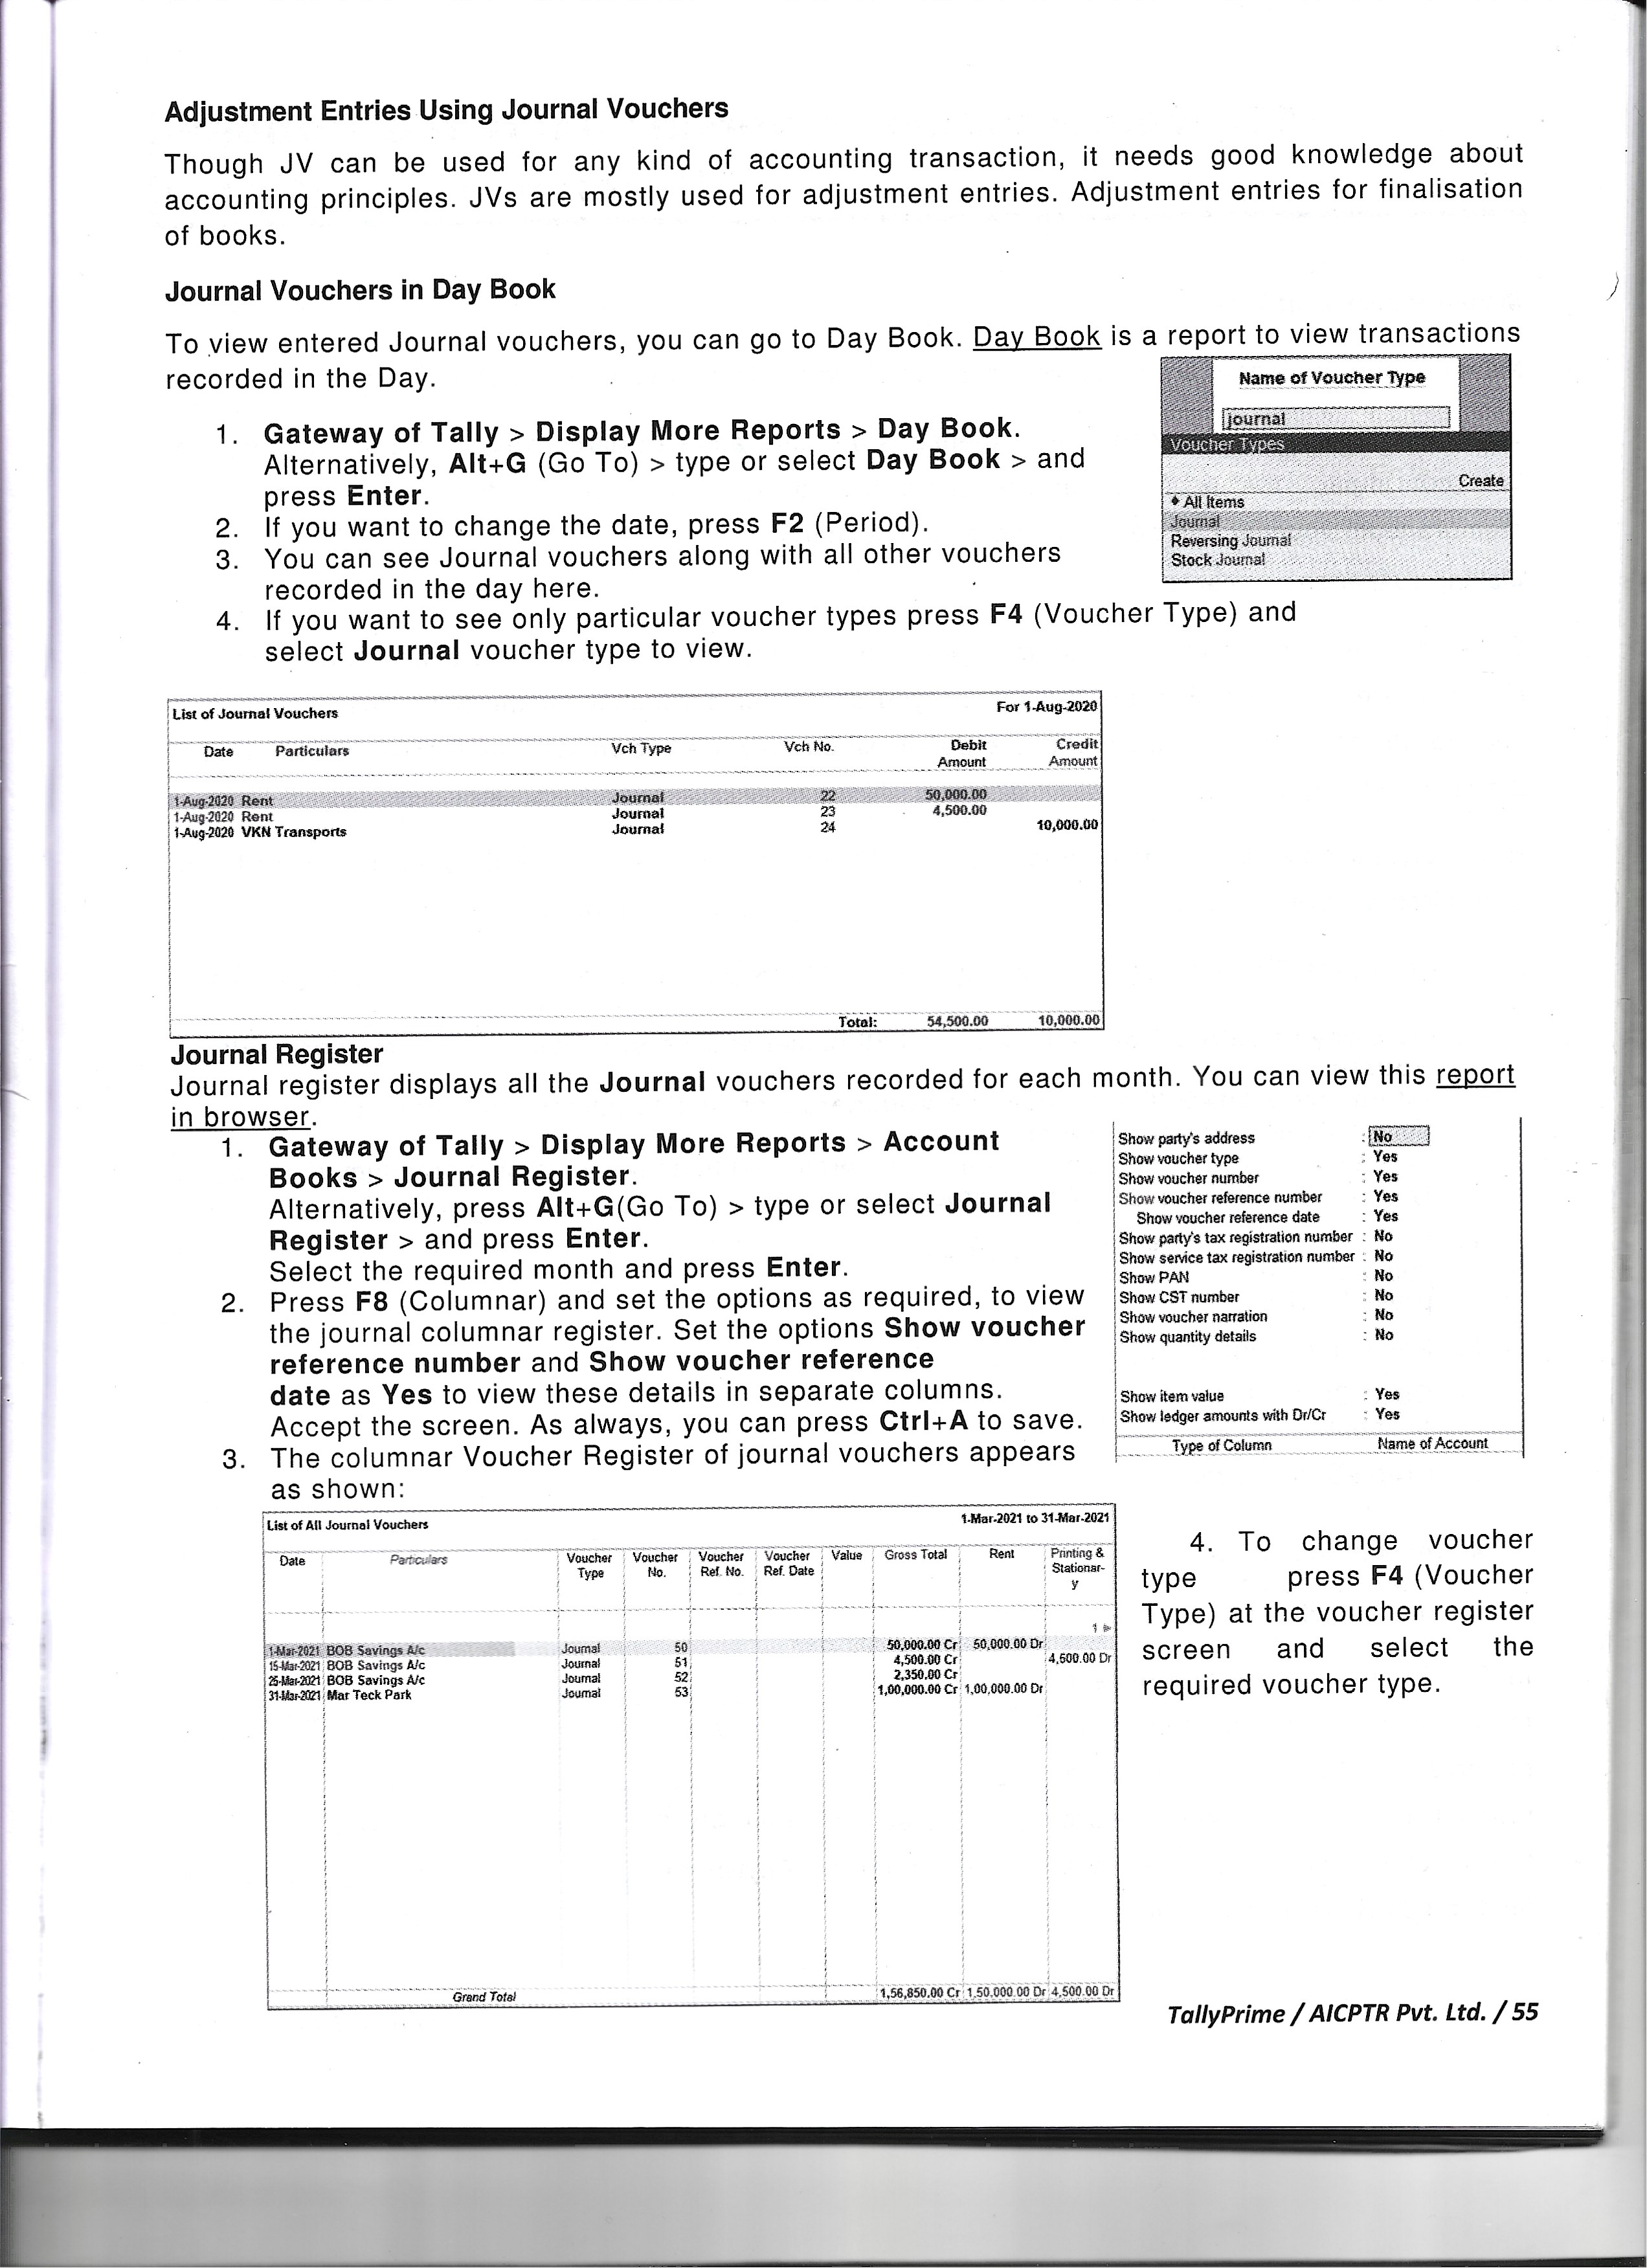 Adjustment Entries Using Journal Vouchers
Though JV can be used for any kind of accounting transaction, it needs good knowledge about
accounting principles. JVs are mostly used for adjustment entries. Adjustment entries for finalisation
of books.
Journal Vouchers in Day Book
To view entered Journal vouchers, you can go to Day Book. Day Book is a report to view transactions
recorded in the Day.
1. Gateway of Tally > Display More Reports > Day Book.
Alternatively, Alt+G (Go To) > type or select Day Book > and
press Enter.
2. If you want to change the date, press F2 (Period).
3. You can see Journal vouchers along with all other vouchers
recorded in the day here.
4. If you want to see only particular voucher types press F4 (Voucher Type) and
select Journal voucher type to view.
Name of Voucher Type
journal
Voucher Types
Create
♦ All Items
Journal
Reversing Journal
Stock Journal
List of Journal Vouchers For 1-Aug-2020
Date Particulars Vch Type Vch No. Debit Credit
Amount Amount
1-Aug-2020 Rent Journal 22 50,000.00
1-Aug-2020 Rent Journal 23 4,500.00
1-Aug-2020 VKN Transports Journal 24 10,000.00
Total: 54,500.00 10,000.00
Journal Register
Journal register displays all the Journal vouchers recorded for each month. You can view this report
in browser.
1. Gateway of Tally > Display More Reports > Account
Books > Journal Register.
Alternatively, press Alt+G(Go To) > type or select Journal
Register > and press Enter.
Select the required month and press Enter.
2. Press F8 (Columnar) and set the options as required, to view
the journal columnar register. Set the options Show voucher
reference number and Show voucher reference
date as Yes to view these details in separate columns.
Accept the screen. As always, you can press Ctrl+A to save.
3. The columnar Voucher Register of journal vouchers appears
as shown:
Show party's address : No
Show voucher type : Yes
Show voucher number : Yes
Show voucher reference number : Yes
Show voucher reference date : Yes
Show party's tax registration number : No
Show service tax registration number : No
Show PAN : No
Show CST number : No
Show voucher narration : No
Show quantity details : No
Show item value : Yes
Show ledger amounts with Dr/Cr : Yes
Type of Column Name of Account
List of All Journal Vouchers 1-Mar-2021 to 31-Mar-2021
Date Particulars Voucher Voucher Voucher Voucher Value Gross Total Rent Printing &
Type No. Ref. No. Ref. Date Stationar-
y
1 ►
1-Mar-2021 BOB Savings A/c Journal 50 50,000.00 Cr 50,000.00 Dr
15-Mar-2021 BOB Savings A/c Journal 51 4,500.00 Cr 4,500.00 Dr
25-Mar-2021 BOB Savings A/c Journal 52 2,350.00 Cr
31-Mar-2021 Mar Teck Park Journal 53 1,00,000.00 Cr 1,00,000.00 Dr
Grand Total 1,56,850.00 Cr 1,50,000.00 Dr 4,500.00 Dr
4. To change voucher
type press F4 (Voucher
Type) at the voucher register
screen and select the
required voucher type.
TallyPrime / AICPTR Pvt. Ltd. / 55